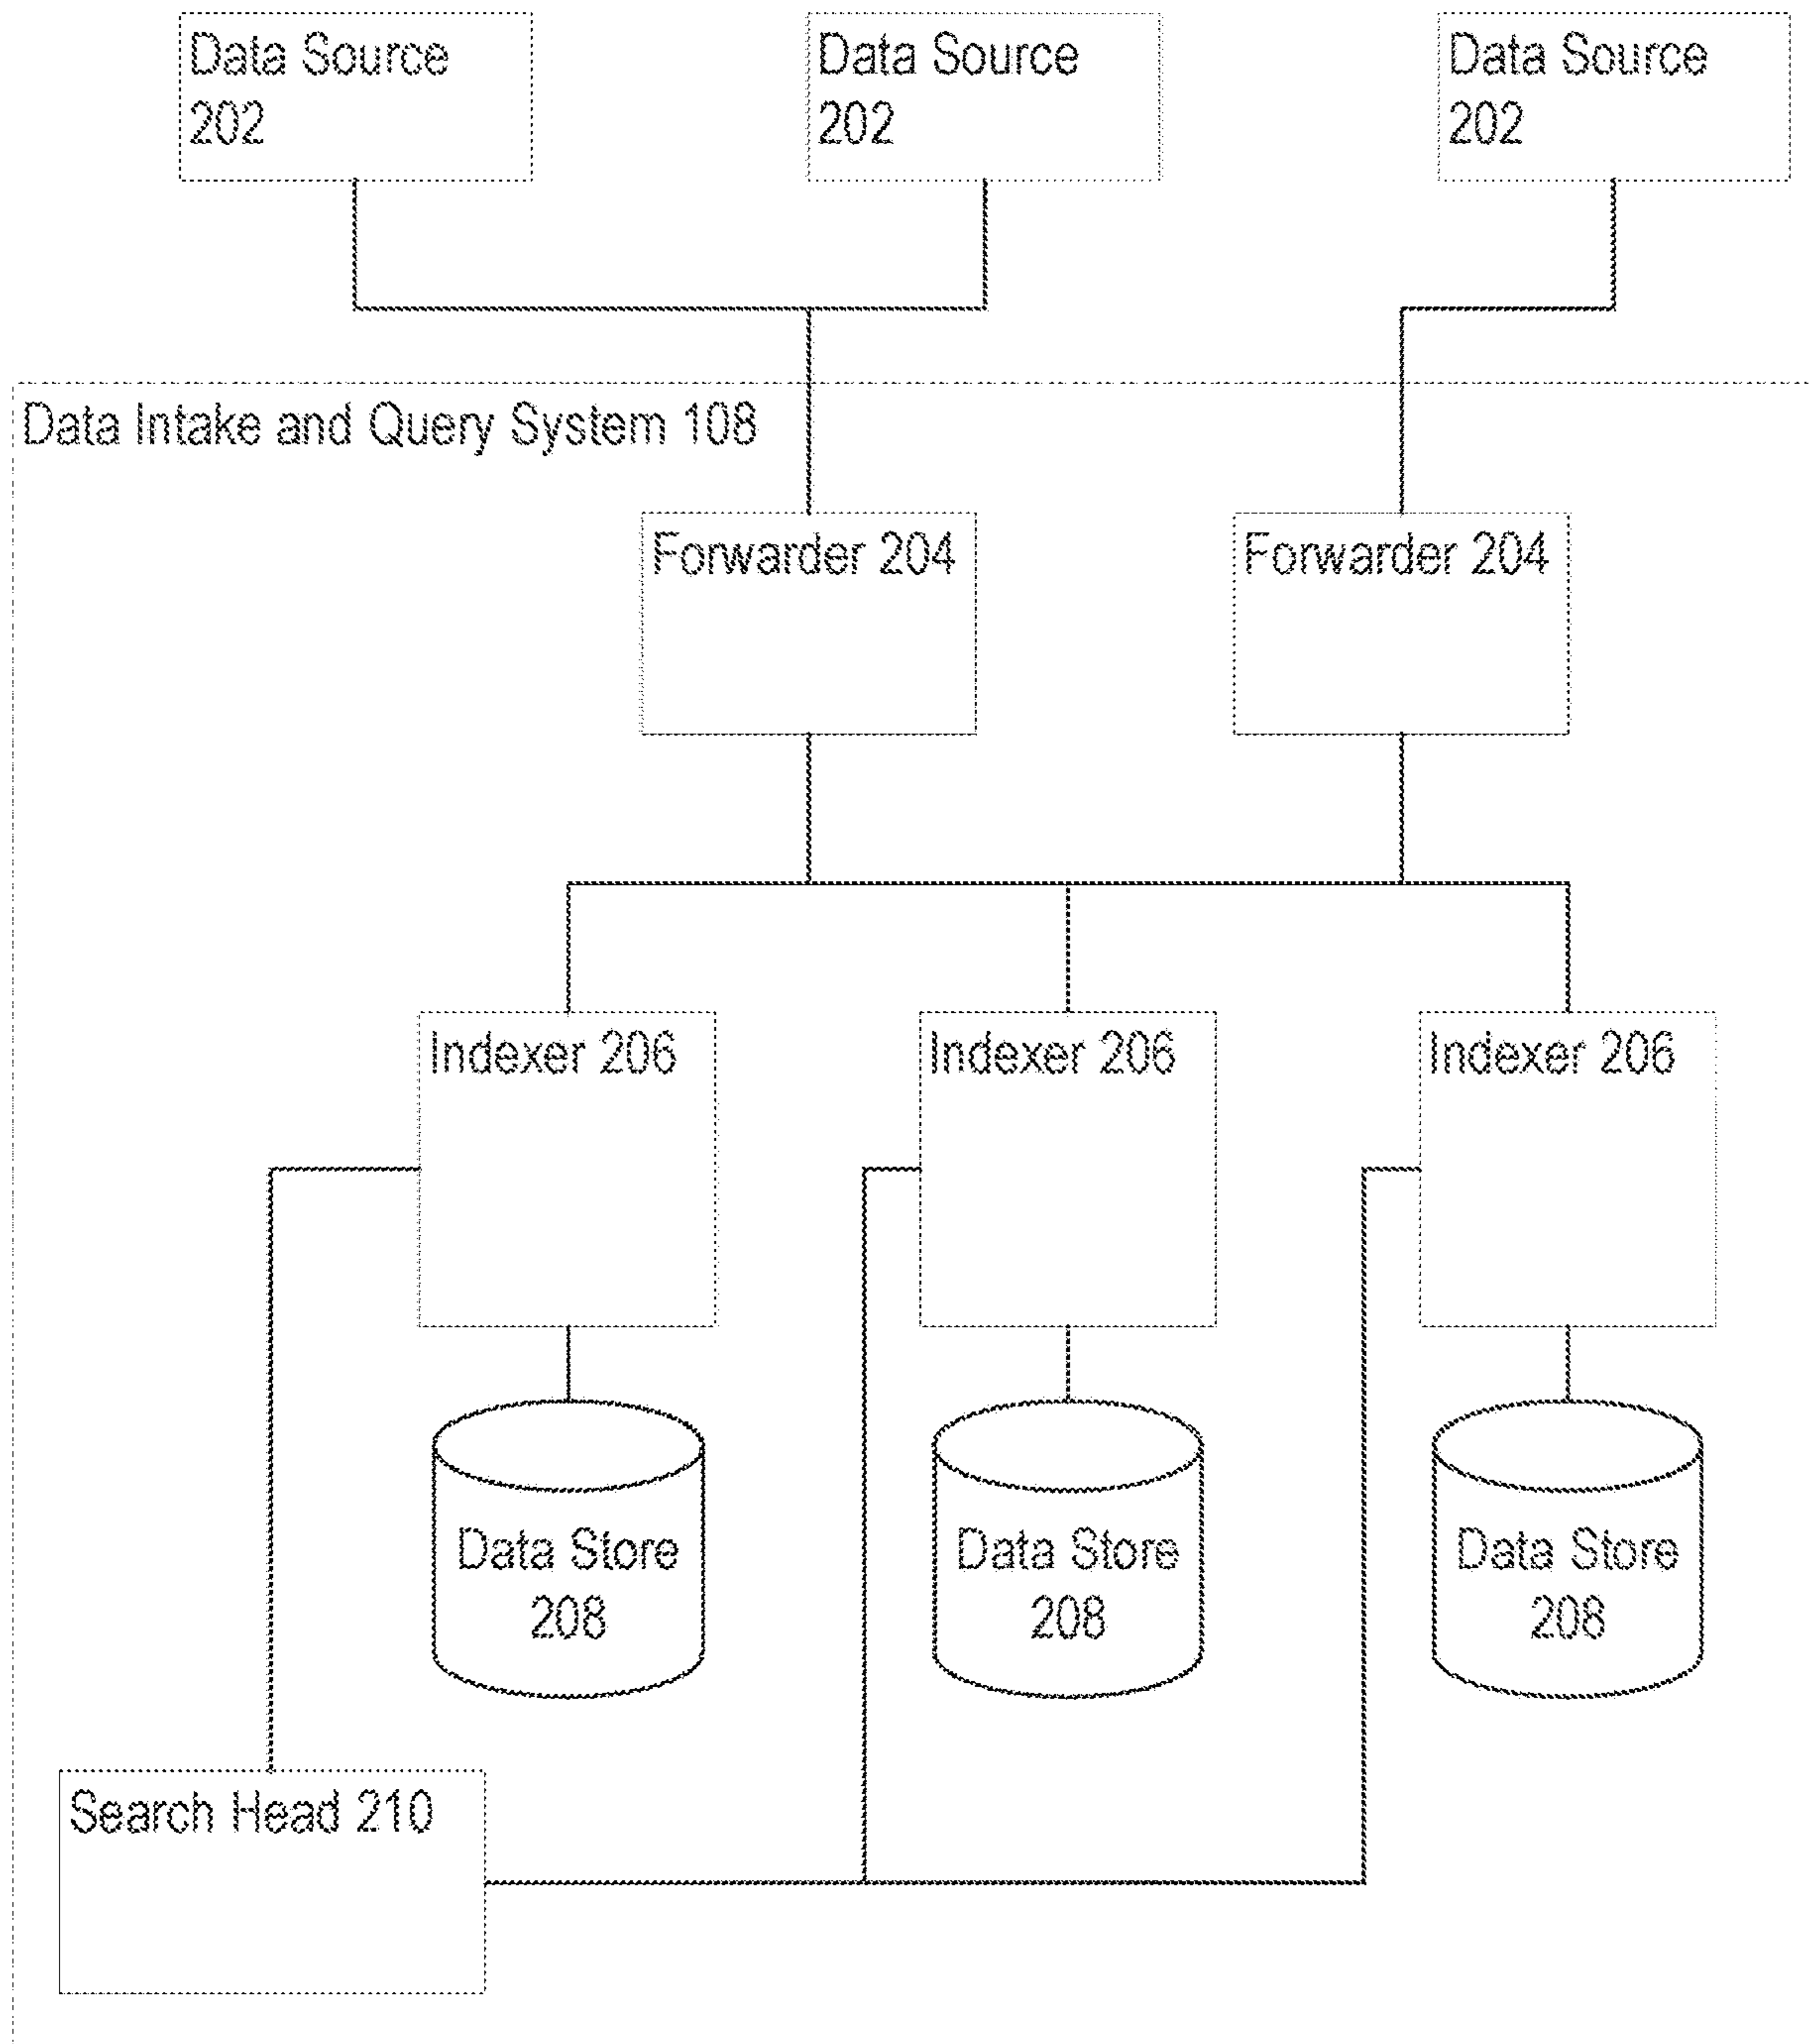 Data Source
202
Data Source
202
Data Source
202
Data Intake and Query System 108
Forwarder 204
Forwarder 204
Indexer 206
Indexer 206
Indexer 206
Data Store
208
Data Store
208
Data Store
208
Search Head 210